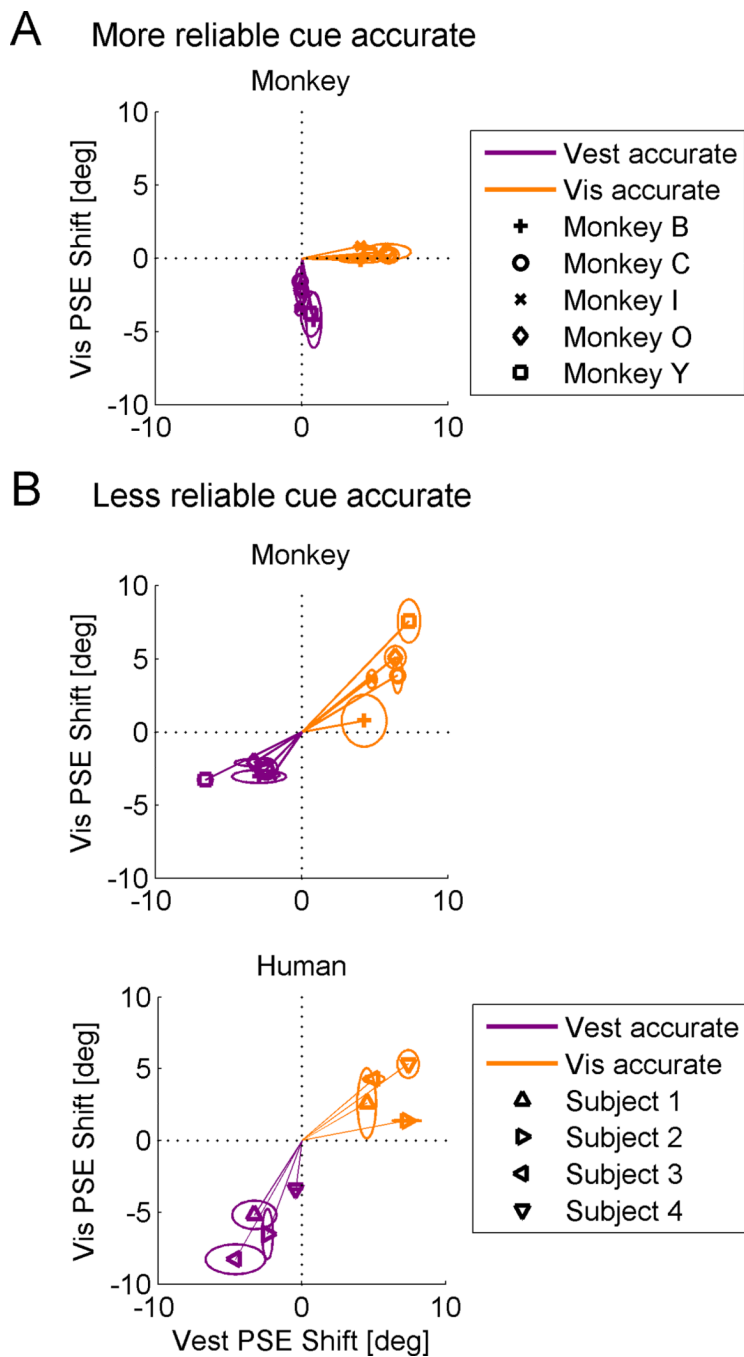 A More reliable cue accurate
Monkey
10
5
0
-5
-10
Vis PSE Shift [deg]
-10 0 10
Vest accurate
Vis accurate
Monkey B
Monkey C
Monkey I
Monkey O
Monkey Y
B Less reliable cue accurate
Monkey
10
5
0
-5
-10
Vis PSE Shift [deg]
-10 0 10
Human
10
5
0
-5
-10
Vis PSE Shift [deg]
-10 0 10
Vest PSE Shift [deg]
Vest accurate
Vis accurate
Subject 1
Subject 2
Subject 3
Subject 4